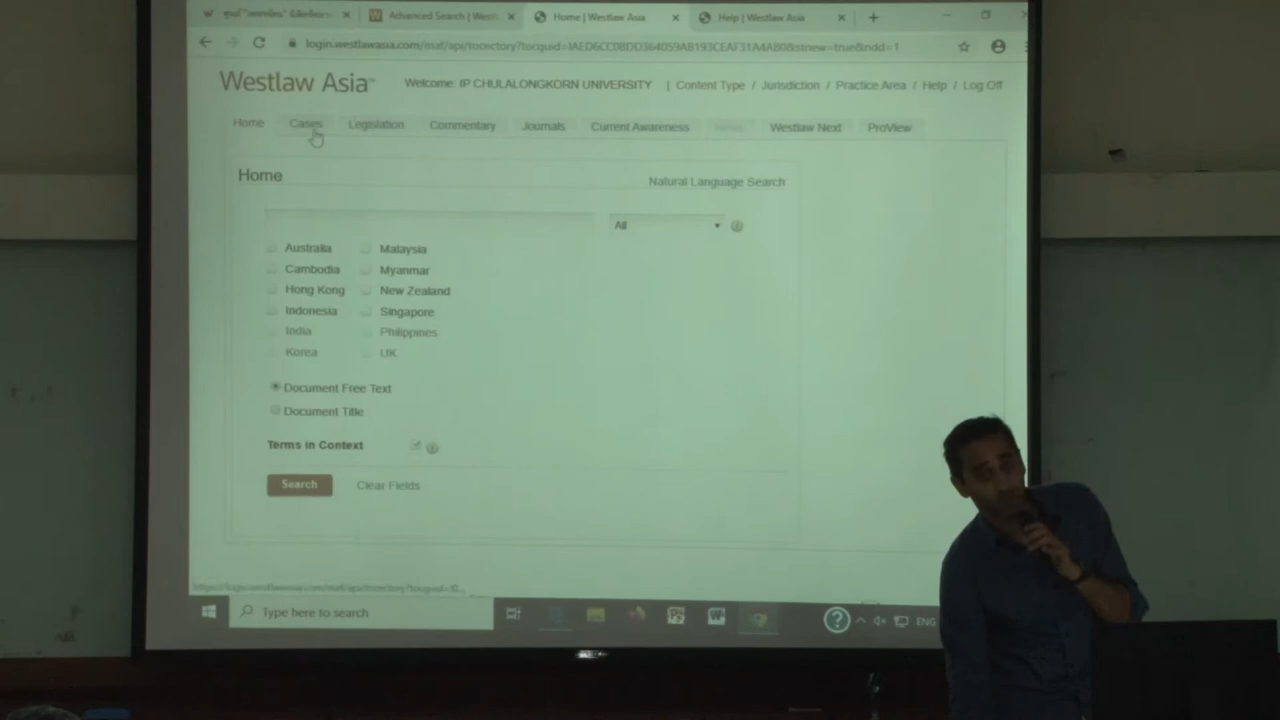 Advanced Search | Westl
Home | Westlaw Asia
Help | Westlaw Asia
Westlaw Asia
Welcome: IP CHULALONGKORN UNIVERSITY | Content Type / Jurisdiction / Practice Area / Help / Log Off
Home Cases Legislation Commentary Journals Current Awareness Westlaw Next ProView
Home
Natural Language Search
All
Australia Malaysia
Cambodia Myanmar
Hong Kong New Zealand
Indonesia Singapore
India Philippines
Korea UK
Document Free Text
Document Title
Terms in Context
Search Clear Fields
Type here to search
ENG